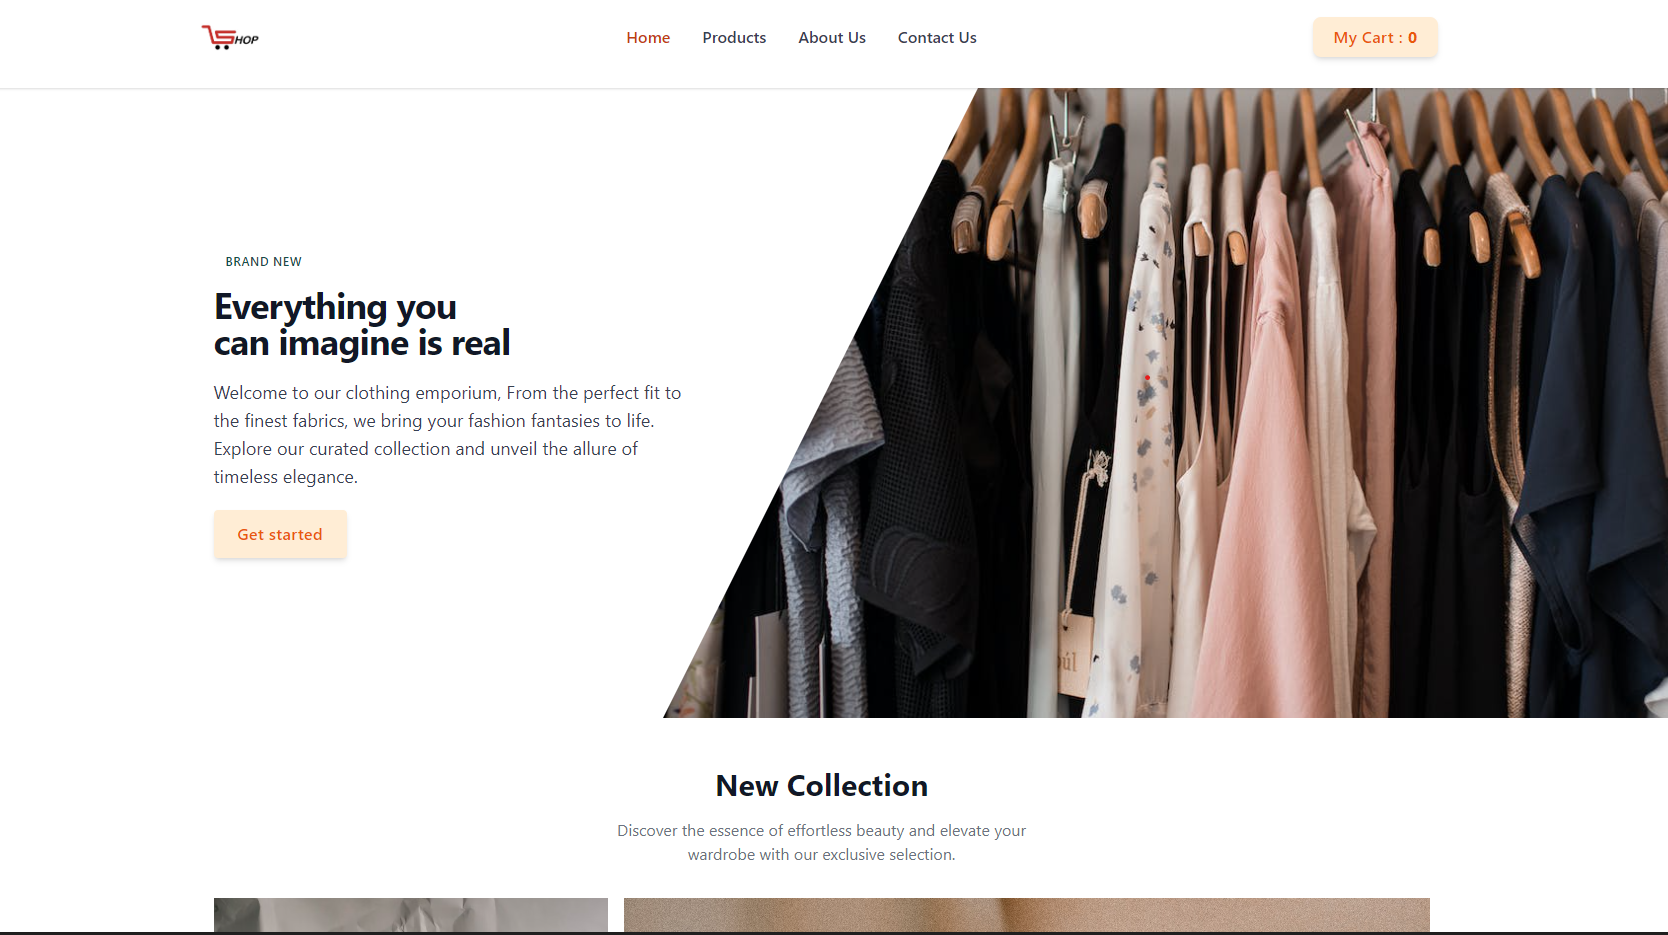 SHOP
Home
Products
About Us
Contact Us
My Cart : 0
BRAND NEW
Everything you
can imagine is real
Welcome to our clothing emporium, From the perfect fit to
the finest fabrics, we bring your fashion fantasies to life.
Explore our curated collection and unveil the allure of
timeless elegance.
Get started
New Collection
Discover the essence of effortless beauty and elevate your
wardrobe with our exclusive selection.